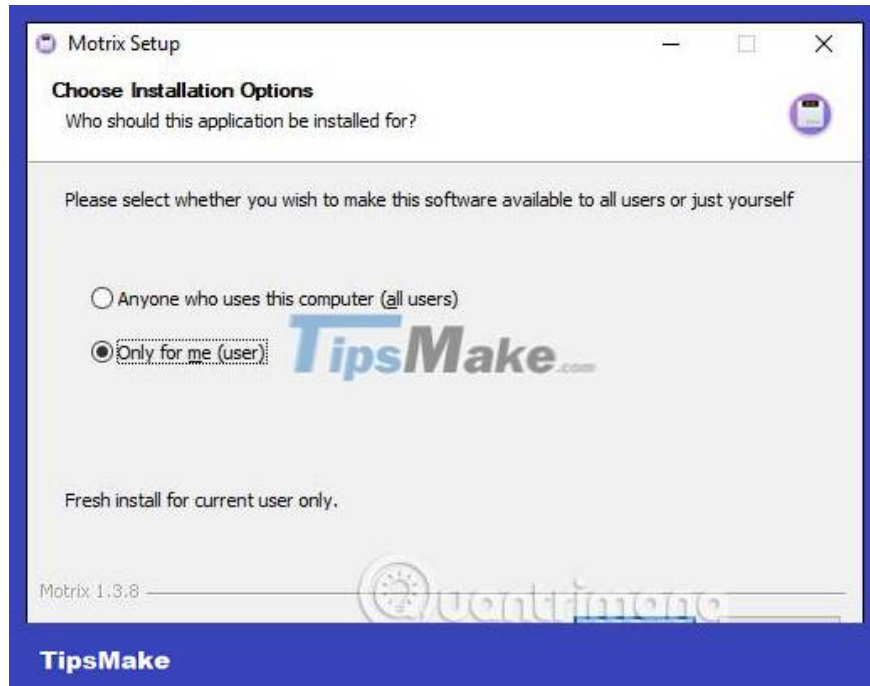 Motrix Setup
Choose Installation Options
Who should this application be installed for?
Please select whether you wish to make this software available to all users or just yourself
Anyone who uses this computer (all users)
Only for me (user)
TipsMake.com
Fresh install for current user only.
Motrix 1.3.8
Quantrimang
TipsMake